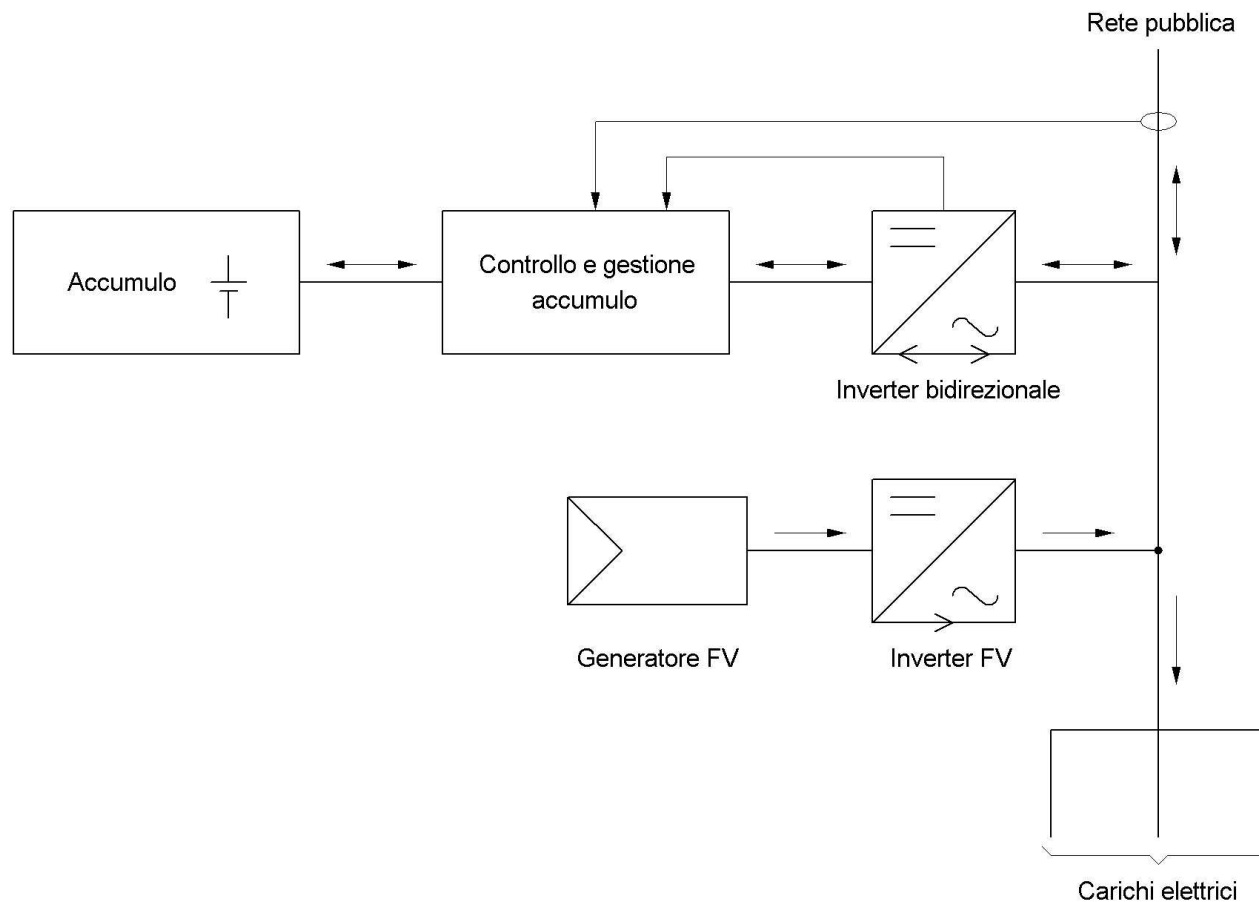 Rete pubblica
Accumulo
Controllo e gestione
accumulo
Inverter bidirezionale
Generatore FV
Inverter FV
Carichi elettrici